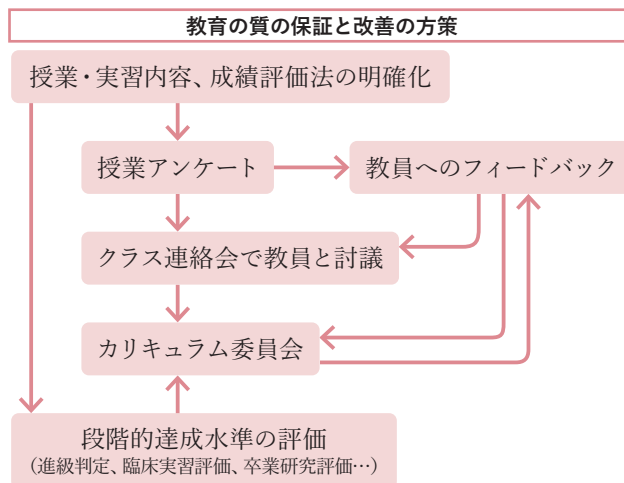 教育の質の保証と改善の方策
授業・実習内容、成績評価法の明確化
授業アンケート
教員へのフィードバック
クラス連絡会で教員と討議
カリキュラム委員会
段階的達成水準の評価
（進級判定、臨床実習評価、卒業研究評価…）